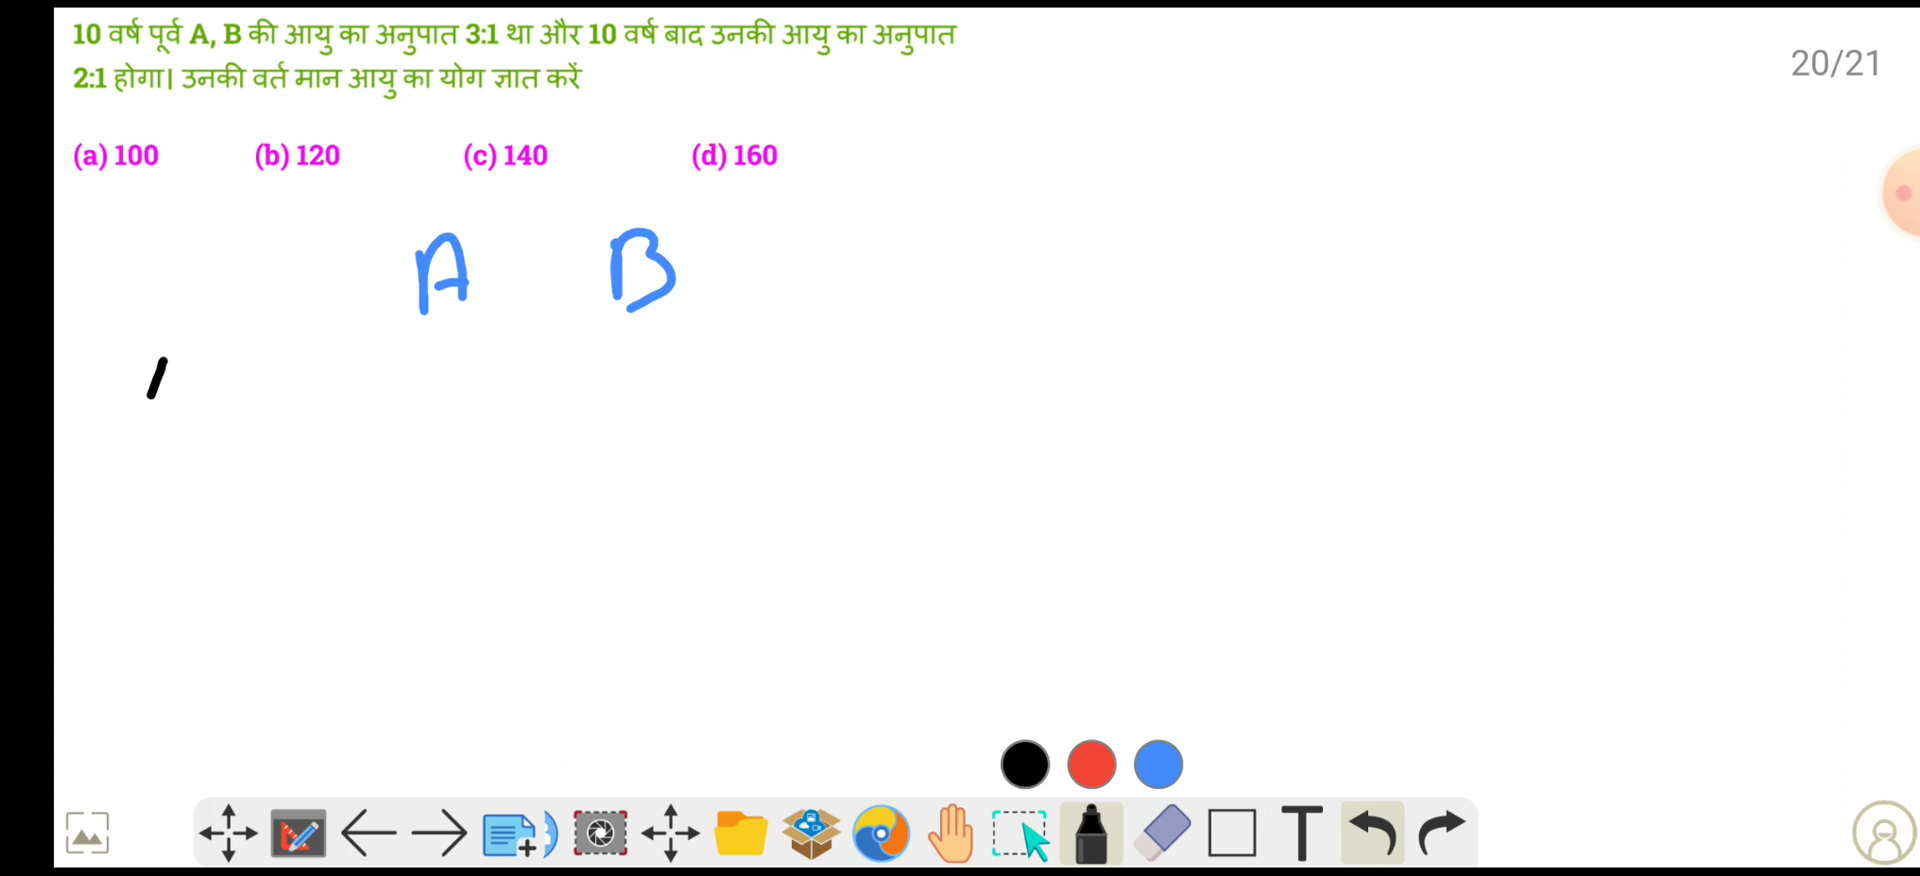 10 वर्ष पूर्व A, B की आयु का अनुपात 3:1 था और 10 वर्ष बाद उनकी आयु का अनुपात
20/21
2:1 होगा। उनकी वर्त मान आयु का योग ज्ञात करें
(a) 100 (b) 120 (c) 140 (d) 160
A B